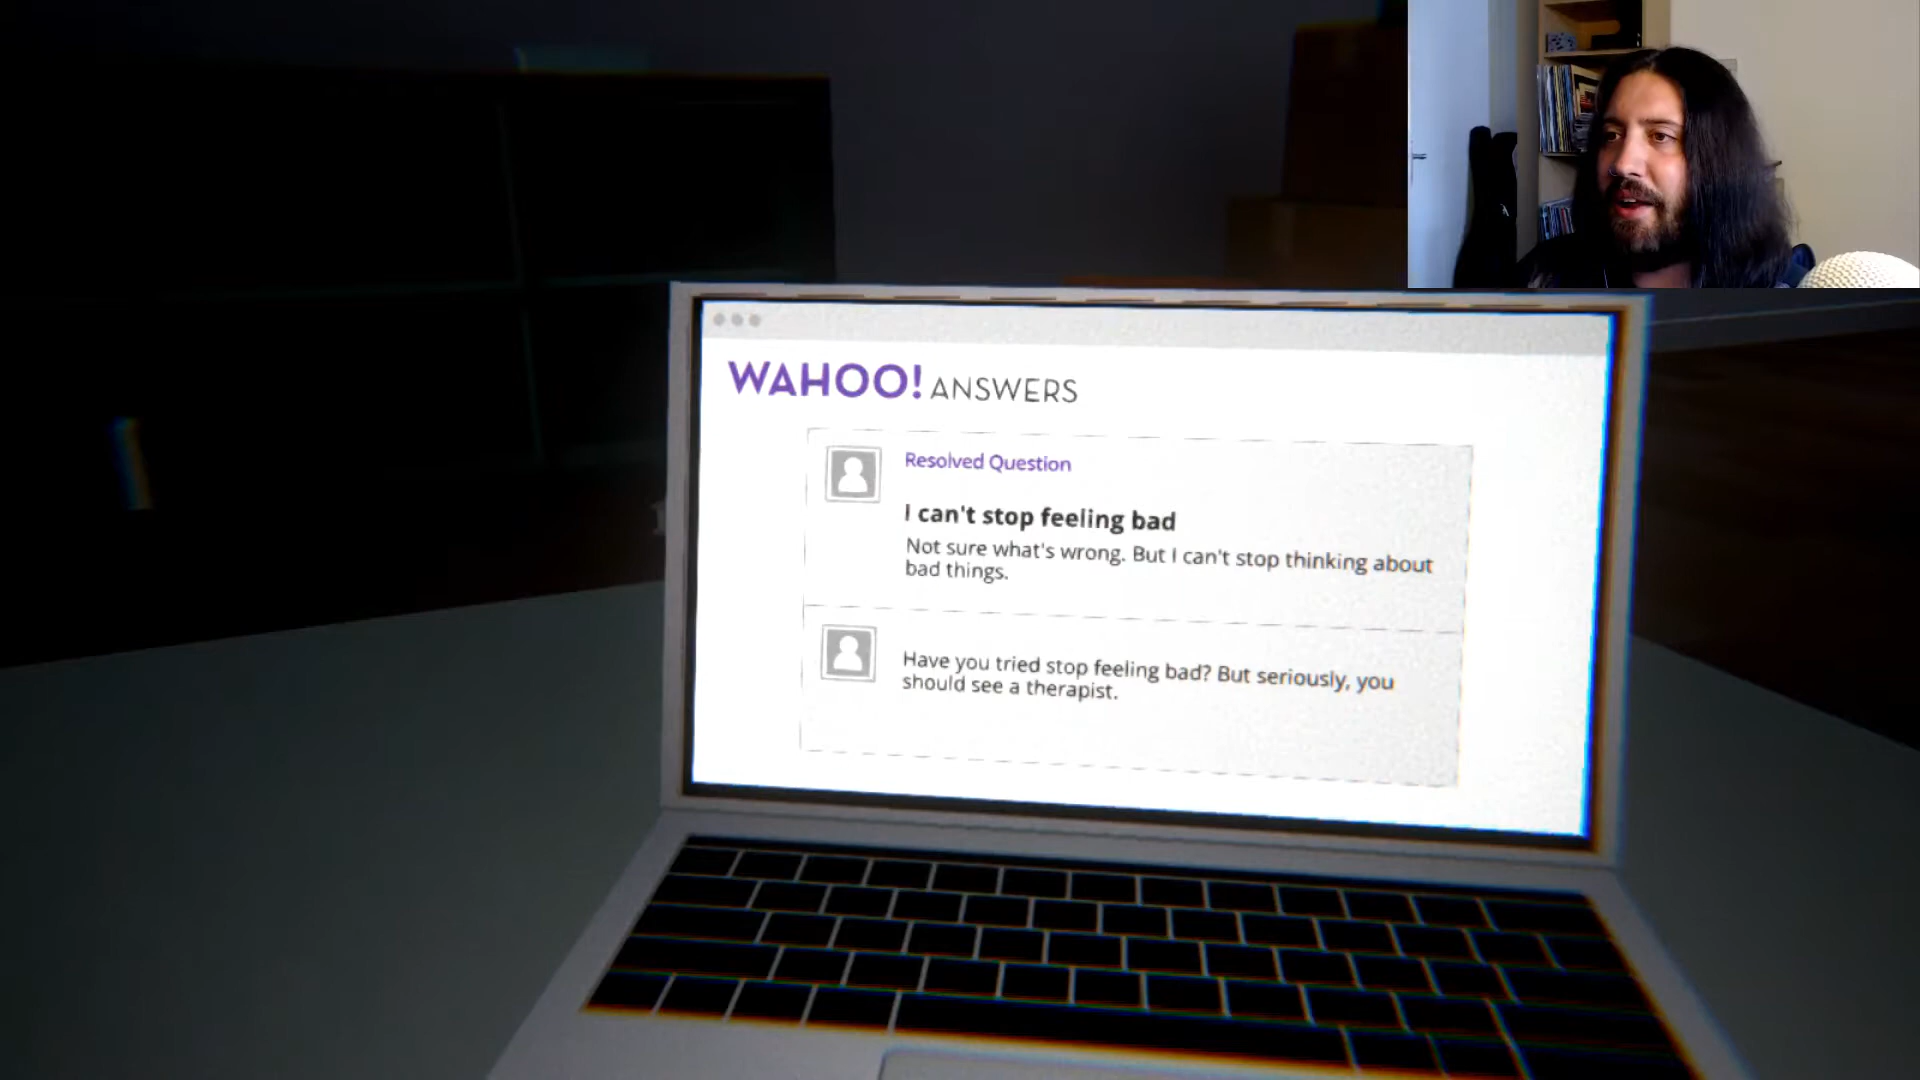 WAHOO! ANSWERS
Resolved Question
I can't stop feeling bad
Not sure what's wrong. But I can't stop thinking about
bad things.
Have you tried stop feeling bad? But seriously, you
should see a therapist.